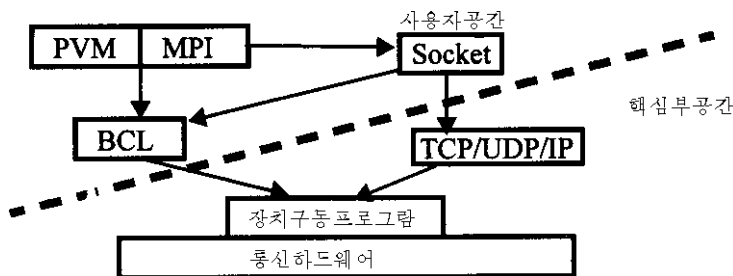 사용자공간
PVM MPI
Socket
핵심부공간
BCL
TCP/UDP/IP
장치구동프로그람
통신하드웨어